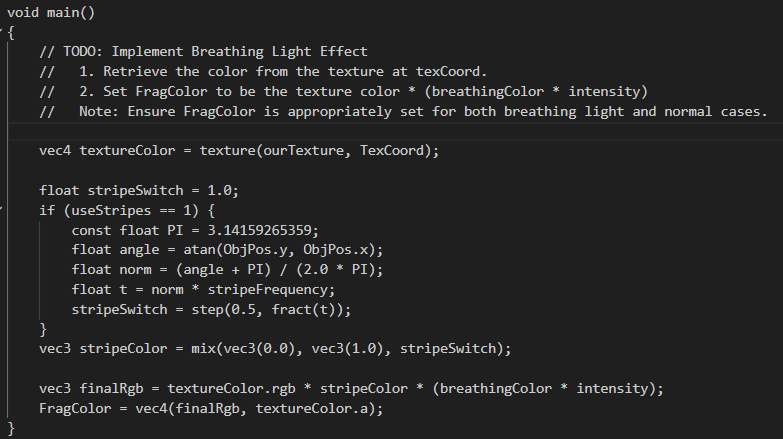 void main()
{
    // TODO: Implement Breathing Light Effect
    //   1. Retrieve the color from the texture at texCoord.
    //   2. Set FragColor to be the texture color * (breathingColor * intensity)
    //   Note: Ensure FragColor is appropriately set for both breathing light and normal cases.

    vec4 textureColor = texture(ourTexture, TexCoord);

    float stripeSwitch = 1.0;
    if (useStripes == 1) {
        const float PI = 3.14159265359;
        float angle = atan(ObjPos.y, ObjPos.x);
        float norm = (angle + PI) / (2.0 * PI);
        float t = norm * stripeFrequency;
        stripeSwitch = step(0.5, fract(t));
    }
    vec3 stripeColor = mix(vec3(0.0), vec3(1.0), stripeSwitch);

    vec3 finalRgb = textureColor.rgb * stripeColor * (breathingColor * intensity);
    FragColor = vec4(finalRgb, textureColor.a);
}